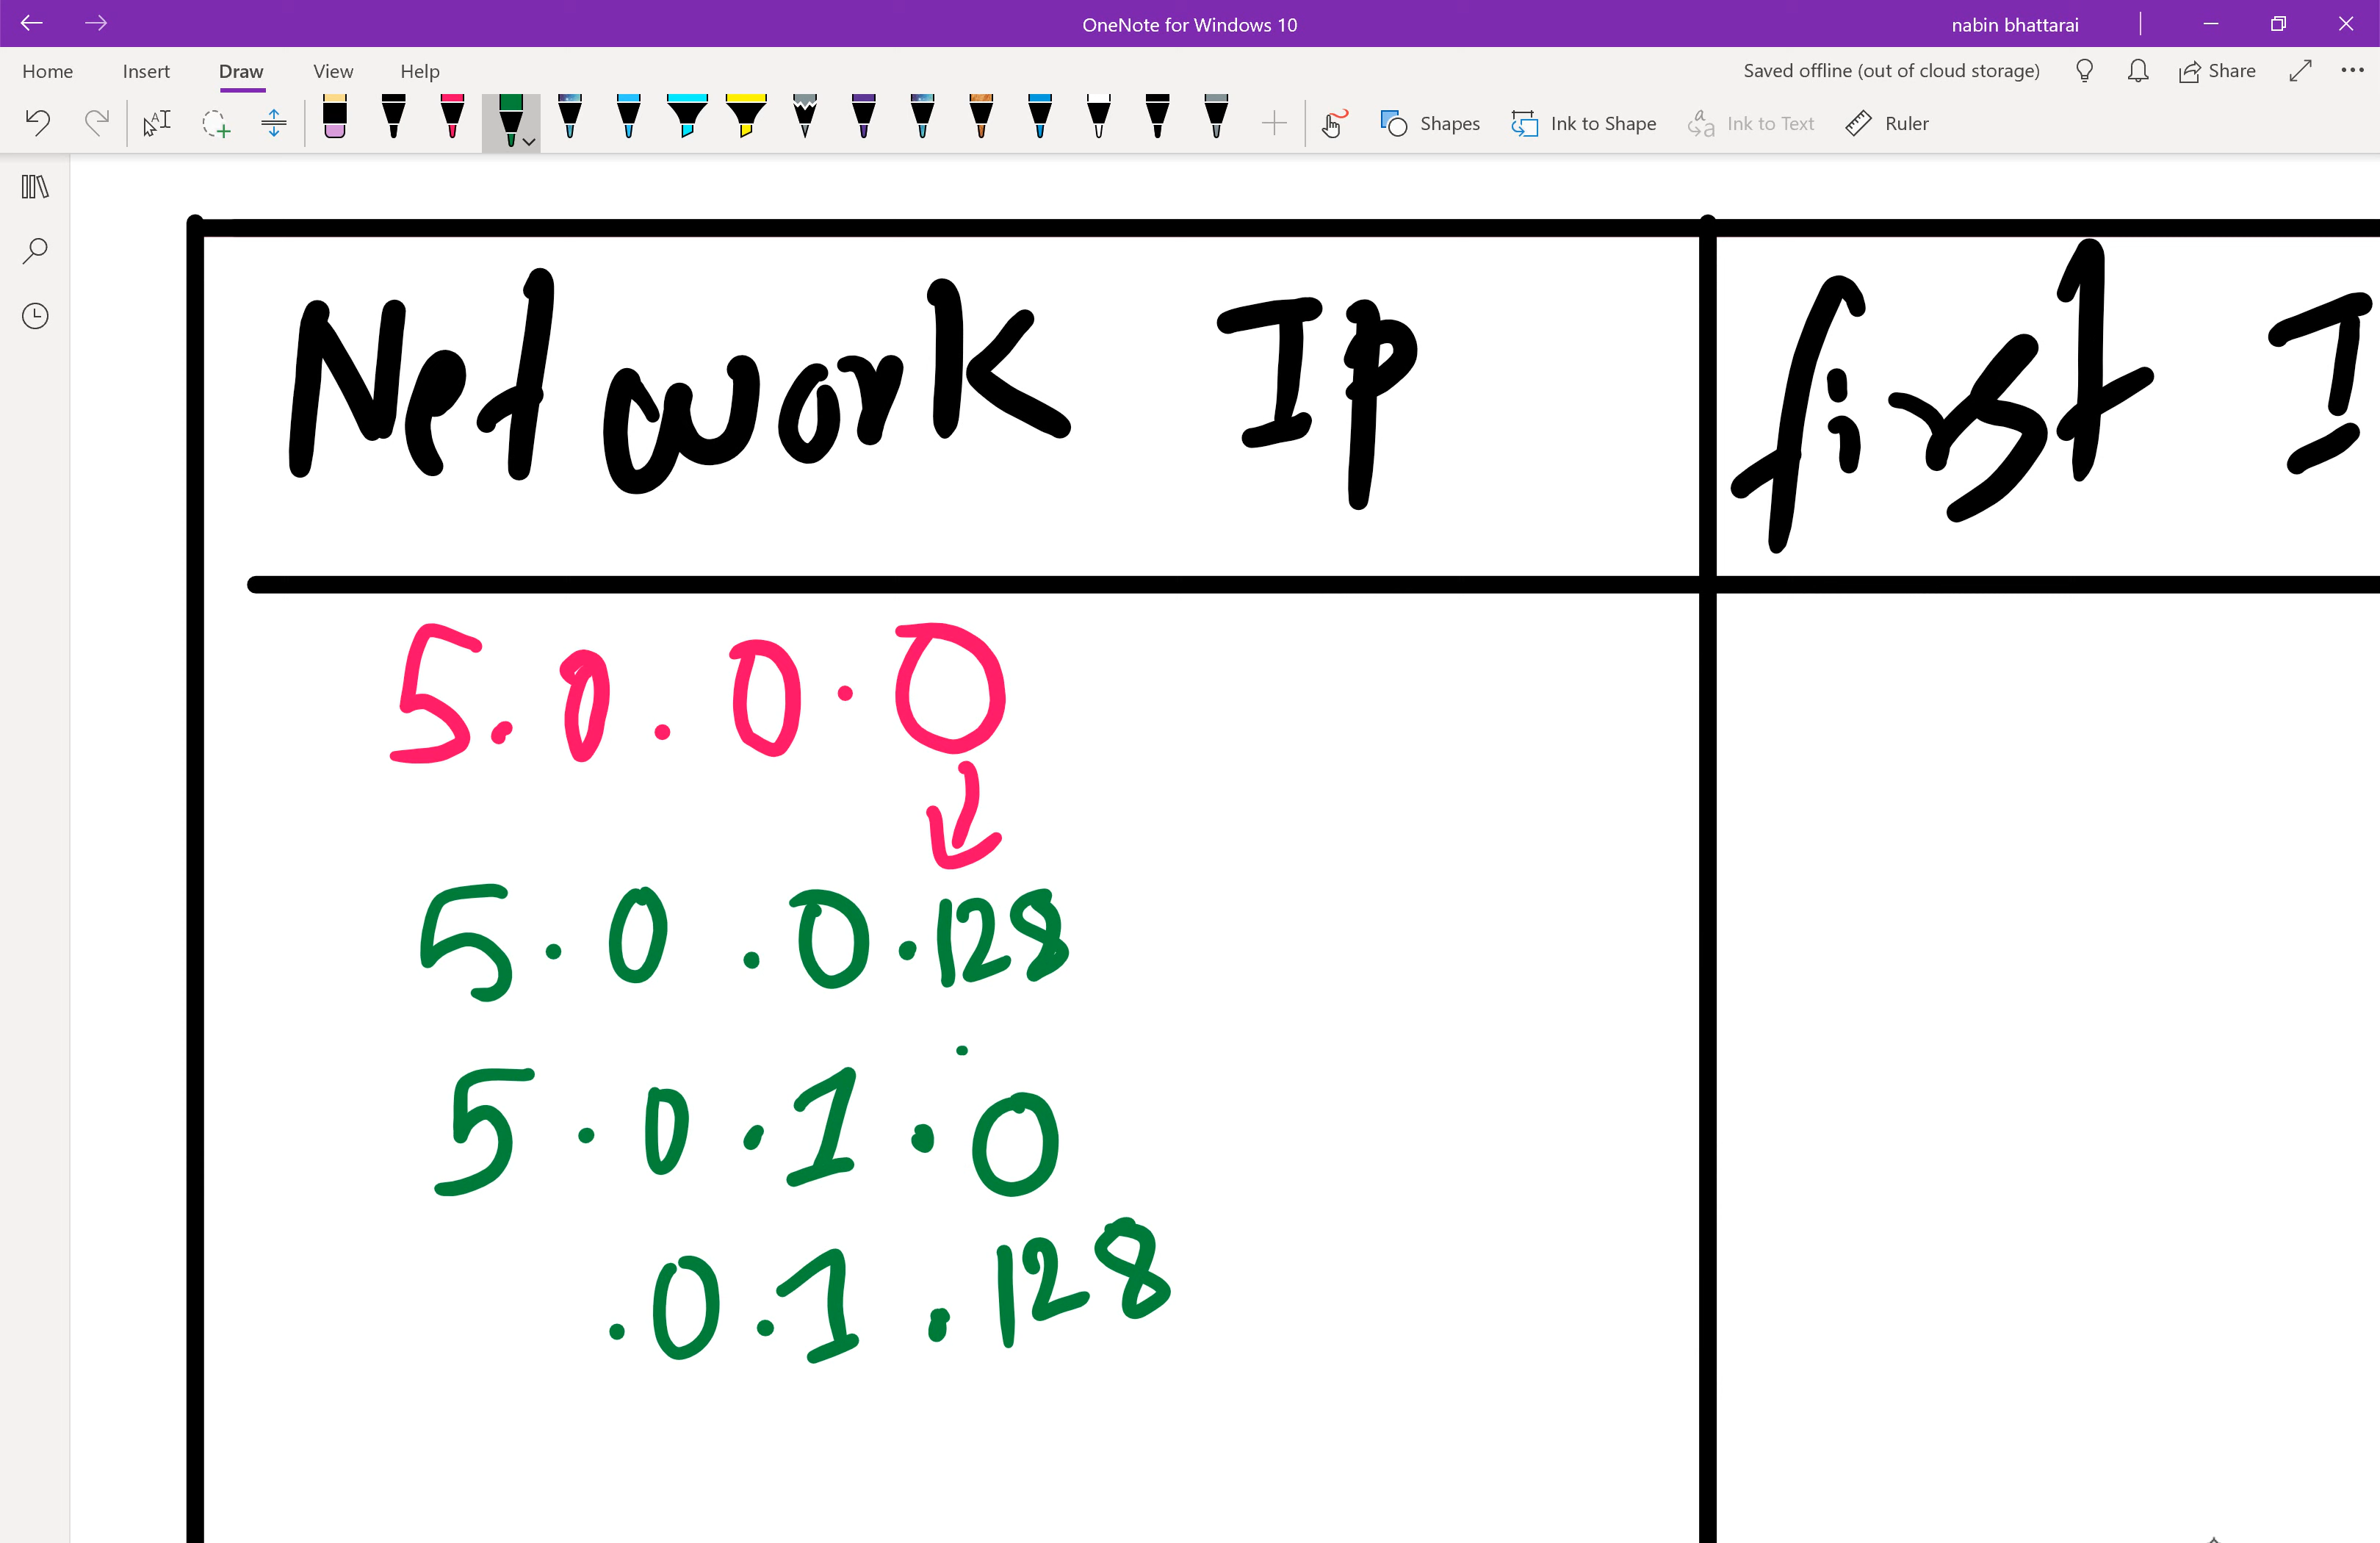 OneNote for Windows 10
nabin bhattarai
Home Insert Draw View Help
Saved offline (out of cloud storage)
Share
Shapes
Ink to Shape
Ink to Text
Ruler
Network Ip
first I
5.0.0.0
5.0.0.128
5.0.1.0
.0.1.128